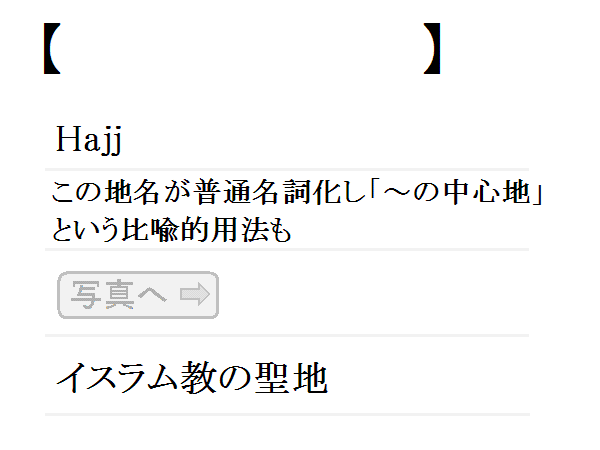 【　　　　　　　　　】
Hajj
この地名が普通名詞化し「～の中心地」
という比喩的用法も
写真へ ⇨
イスラム教の聖地